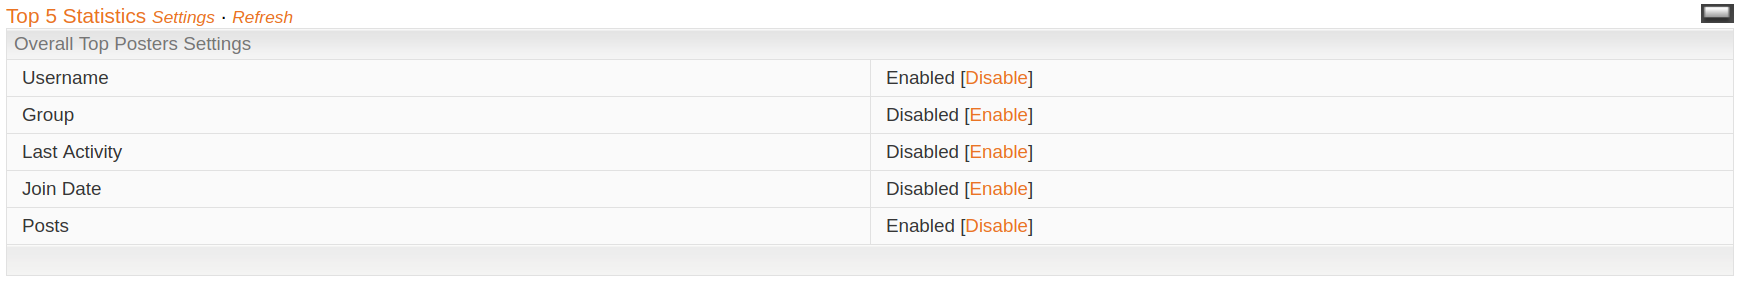 Top 5 Statistics Settings · Refresh
Overall Top Posters Settings
Username Enabled [Disable]
Group Disabled [Enable]
Last Activity Disabled [Enable]
Join Date Disabled [Enable]
Posts Enabled [Disable]